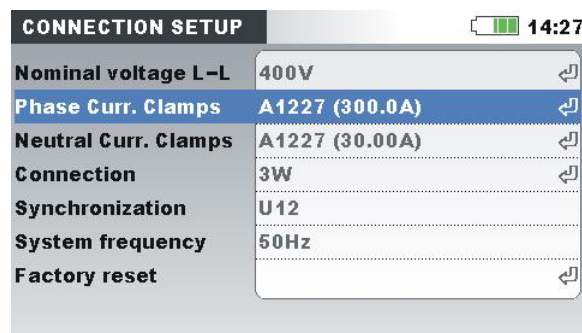 CONNECTION SETUP 14:27
Nominal voltage L-L 400V
Phase Curr. Clamps A1227 (300.0A)
Neutral Curr. Clamps A1227 (30.00A)
Connection 3W
Synchronization U12
System frequency 50Hz
Factory reset